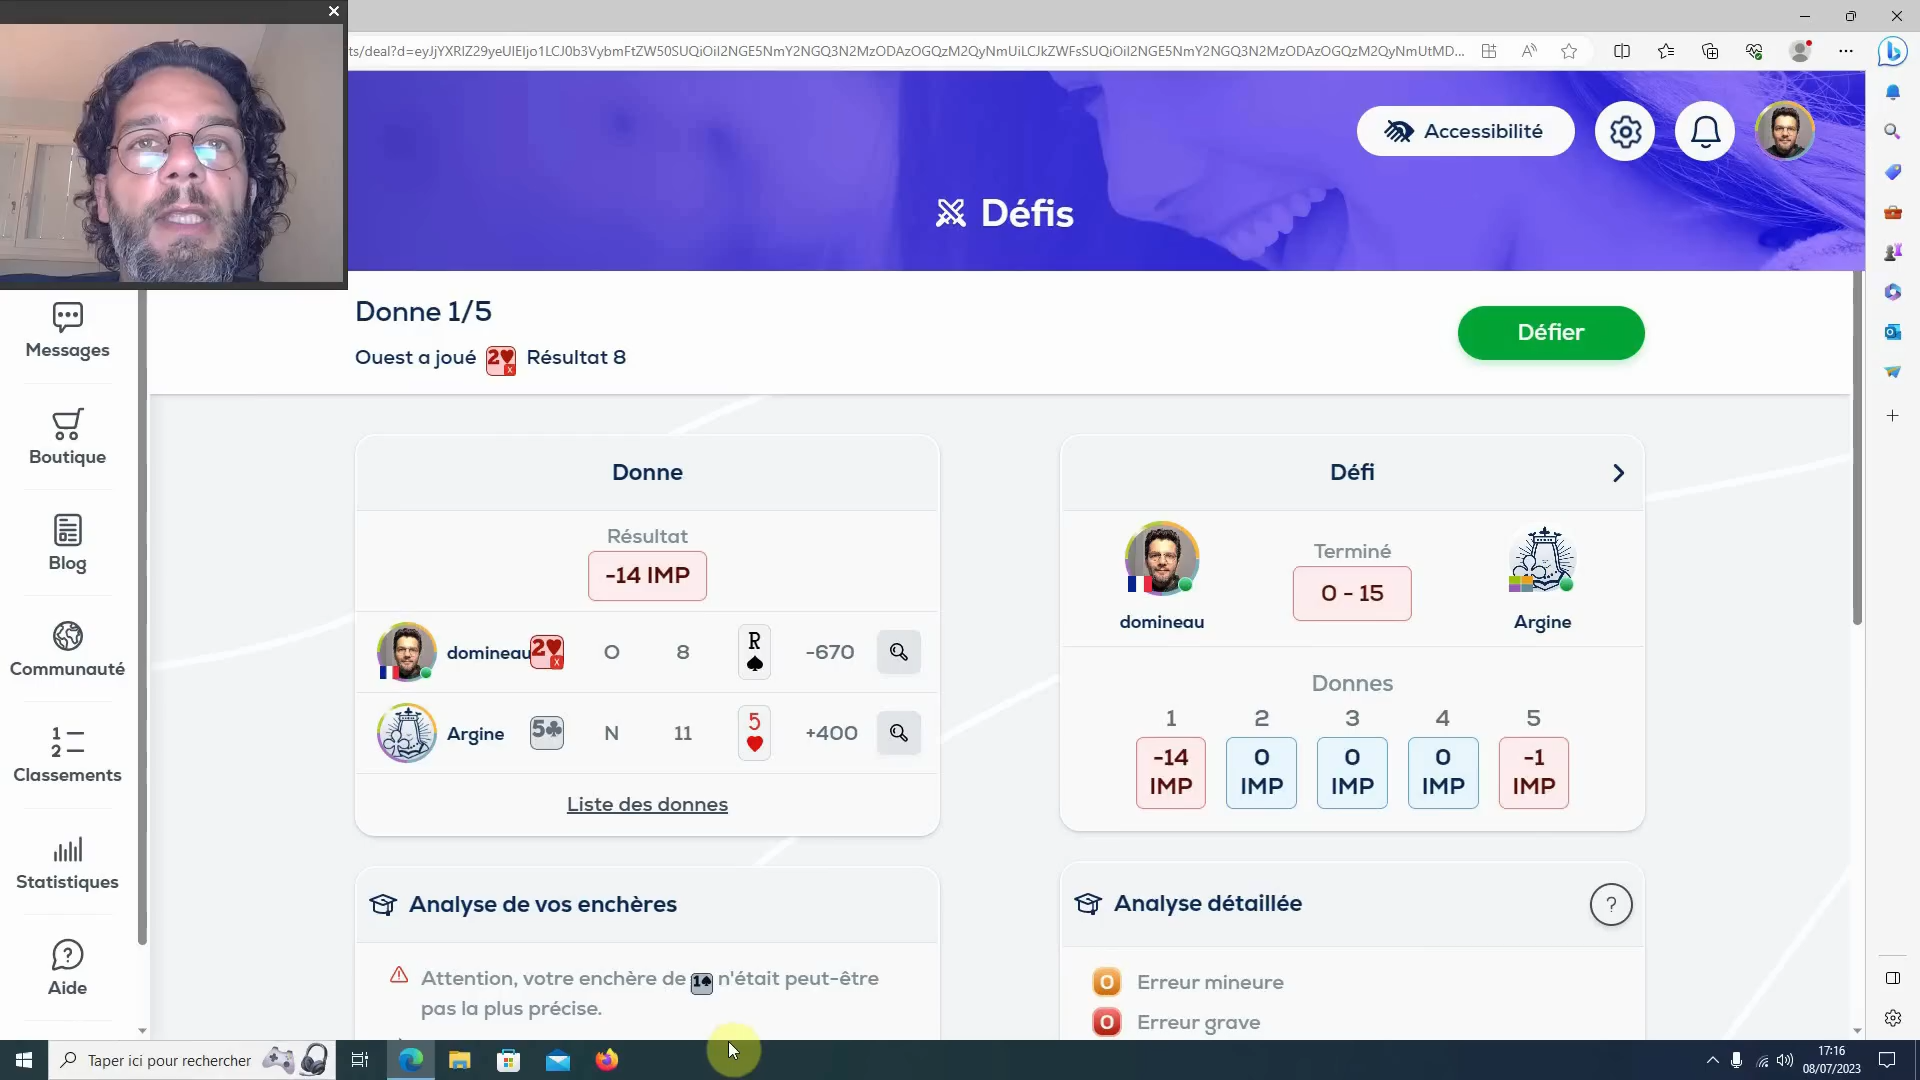 ts/deal?d=eyJjYXRlZ29yeUlEIjo1LCJ0b3VybmFtZW50SUQiOiI2NGE5NmY2NGQ3N2MzODAzOGQzM2QyNmUiLCJkZWFsSUQiOiI2NGE5NmY2NGQ3N2MzODAzOGQzM2QyNmUtMD...
Accessibilité
Défis
Donne 1/5
Ouest a joué 2♥ x Résultat 8
Défier
Messages
Boutique
Blog
Communauté
1
2
Classements
Statistiques
Aide
Donne
Résultat
-14 IMP
domineau 2♥ x O 8 R♠ -670
Argine 5♣ N 11 5♥ +400
Liste des donnes
Défi
Terminé
0 - 15
domineau
Argine
Donnes
1 2 3 4 5
-14 0 0 0 -1
IMP IMP IMP IMP IMP
Analyse de vos enchères
Attention, votre enchère de 1♠ n'était peut-être
pas la plus précise.
Analyse détaillée
?
0 Erreur mineure
0 Erreur grave
Taper ici pour rechercher
17:16
08/07/2023